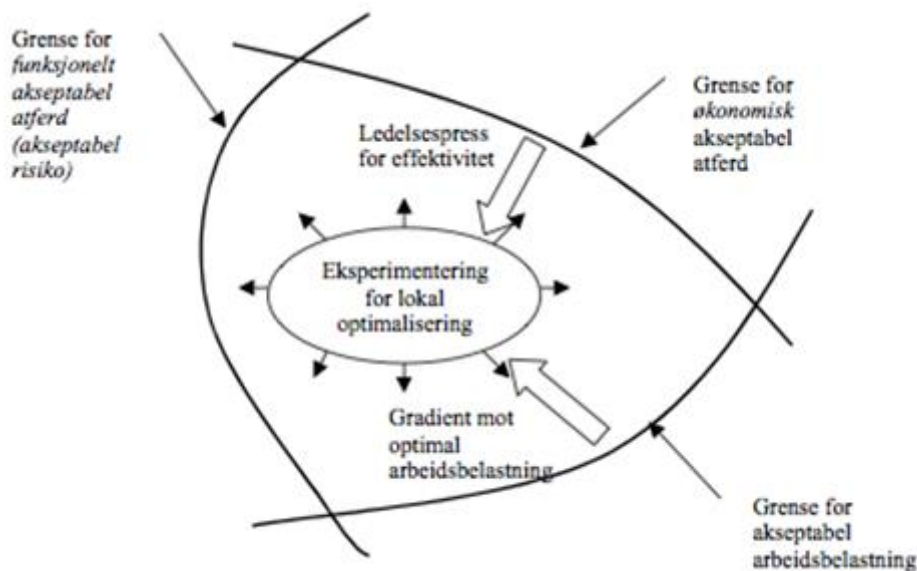 Grense for
funksjonelt
akseptabel
atferd
(akseptabel
risiko)
Ledelsespress
for effektivitet
Grense for
økonomisk
akseptabel
atferd
Eksperimentering
for lokal
optimalisering
Gradient mot
optimal
arbeidsbelastning
Grense for
akseptabel
arbeidsbelastning